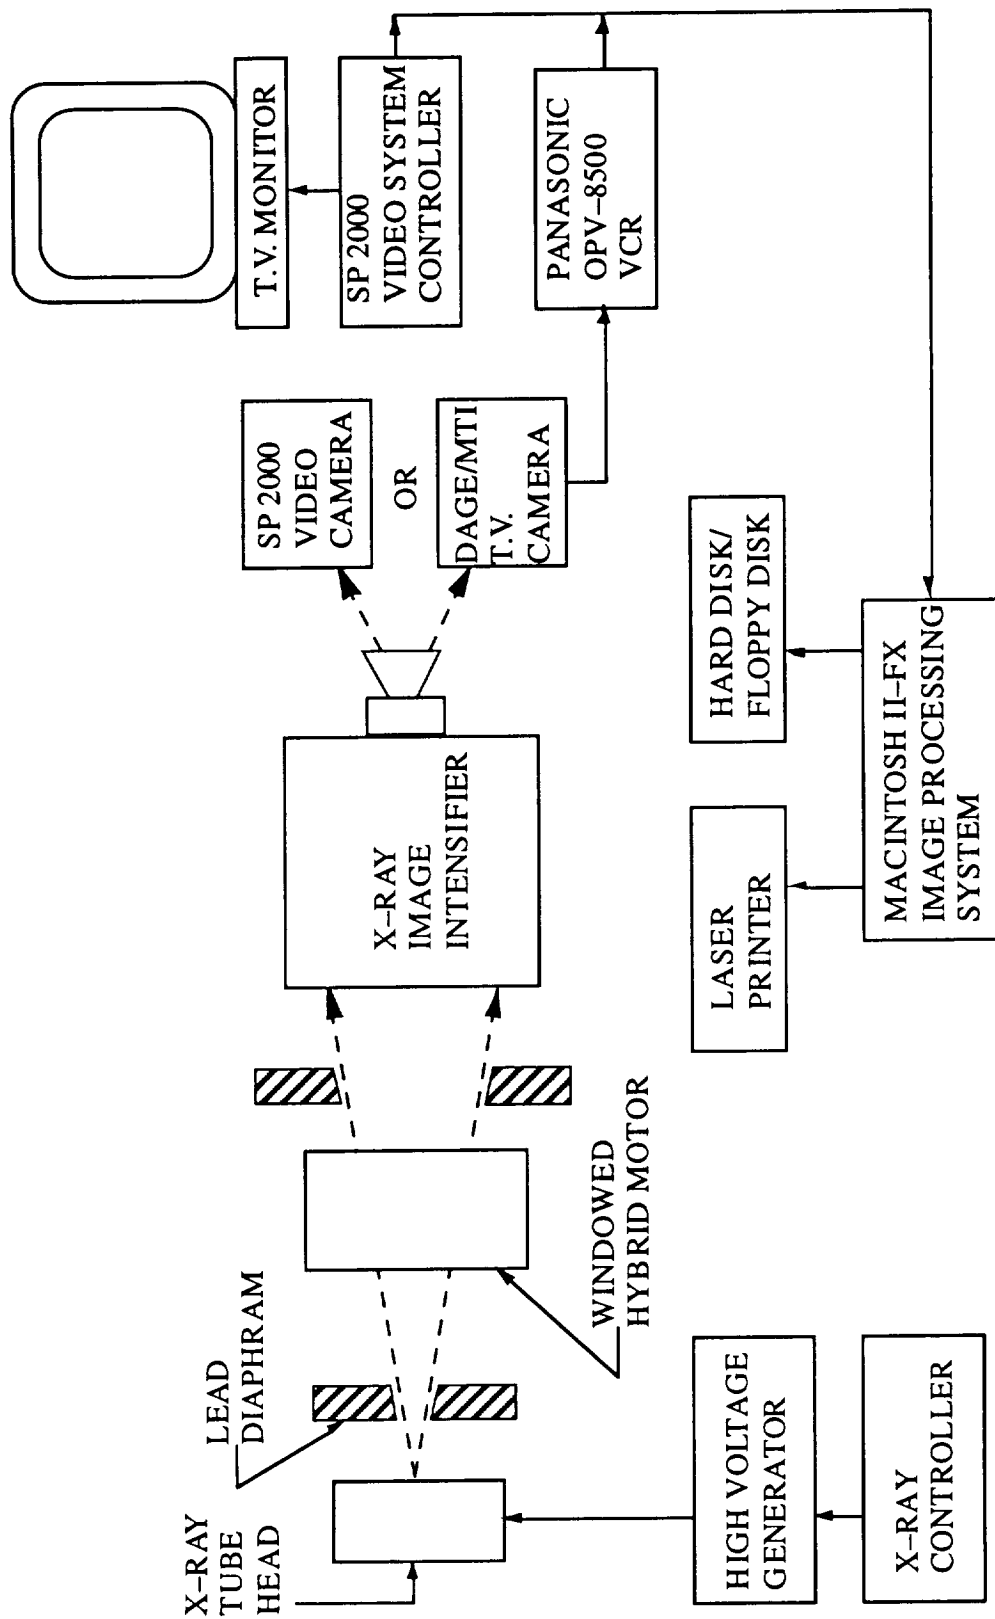 X–RAY
TUBE
HEAD
LEAD
DIAPHRAM
WINDOWED
HYBRID MOTOR
HIGH VOLTAGE
GENERATOR
X–RAY
CONTROLLER
X–RAY
IMAGE
INTENSIFIER
SP 2000
VIDEO
CAMERA
OR
DAGE/MTI
T.V.
CAMERA
T.V. MONITOR
SP 2000
VIDEO SYSTEM
CONTROLLER
PANASONIC
OPV–8500
VCR
LASER
PRINTER
HARD DISK/
FLOPPY DISK
MACINTOSH II–FX
IMAGE PROCESSING
SYSTEM